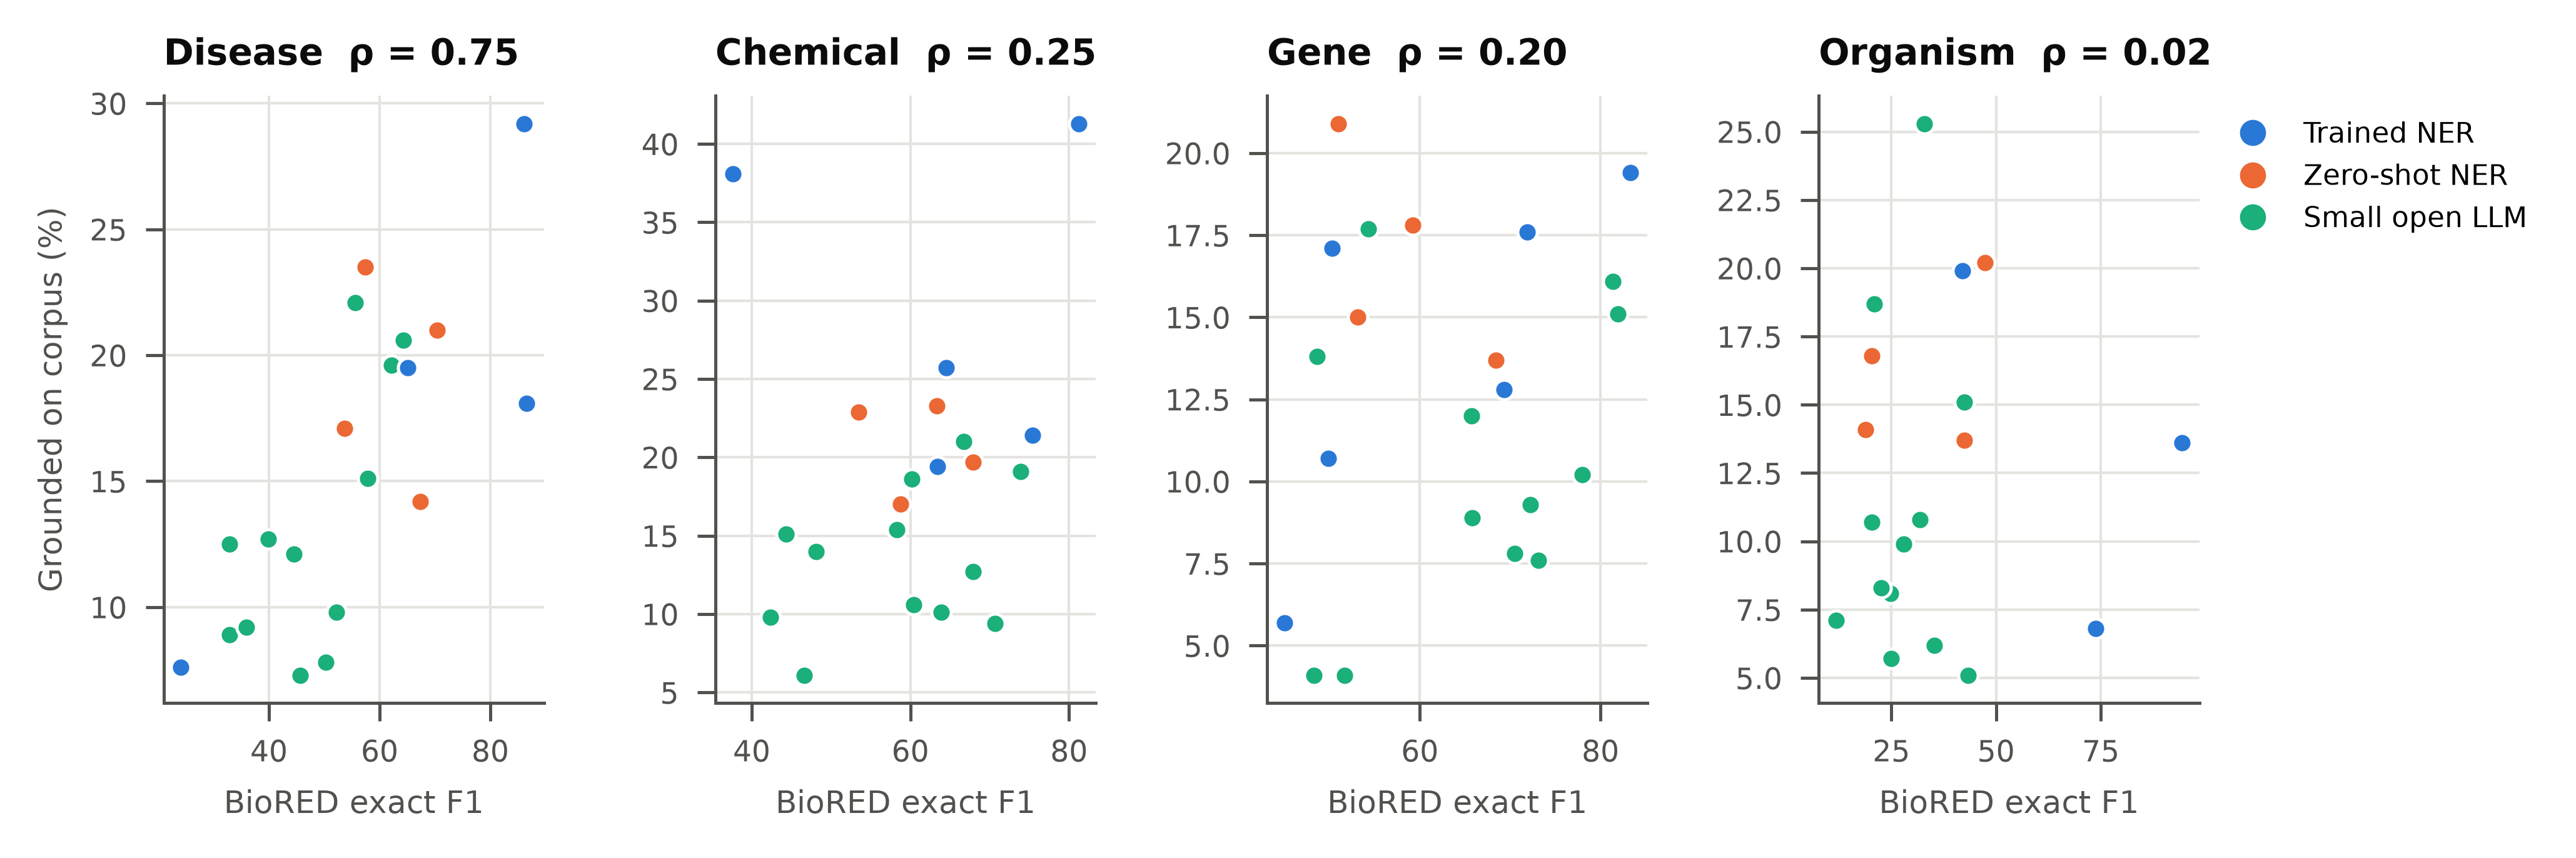 Disease ρ = 0.75
Chemical ρ = 0.25
Gene ρ = 0.20
Organism ρ = 0.02
Grounded on corpus (%)
30
25
20
15
10
40 60 80
BioRED exact F1
40
35
30
25
20
15
10
5
40 60 80
BioRED exact F1
20.0
17.5
15.0
12.5
10.0
7.5
5.0
60 80
BioRED exact F1
25.0
22.5
20.0
17.5
15.0
12.5
10.0
7.5
5.0
25 50 75
BioRED exact F1
Trained NER
Zero-shot NER
Small open LLM